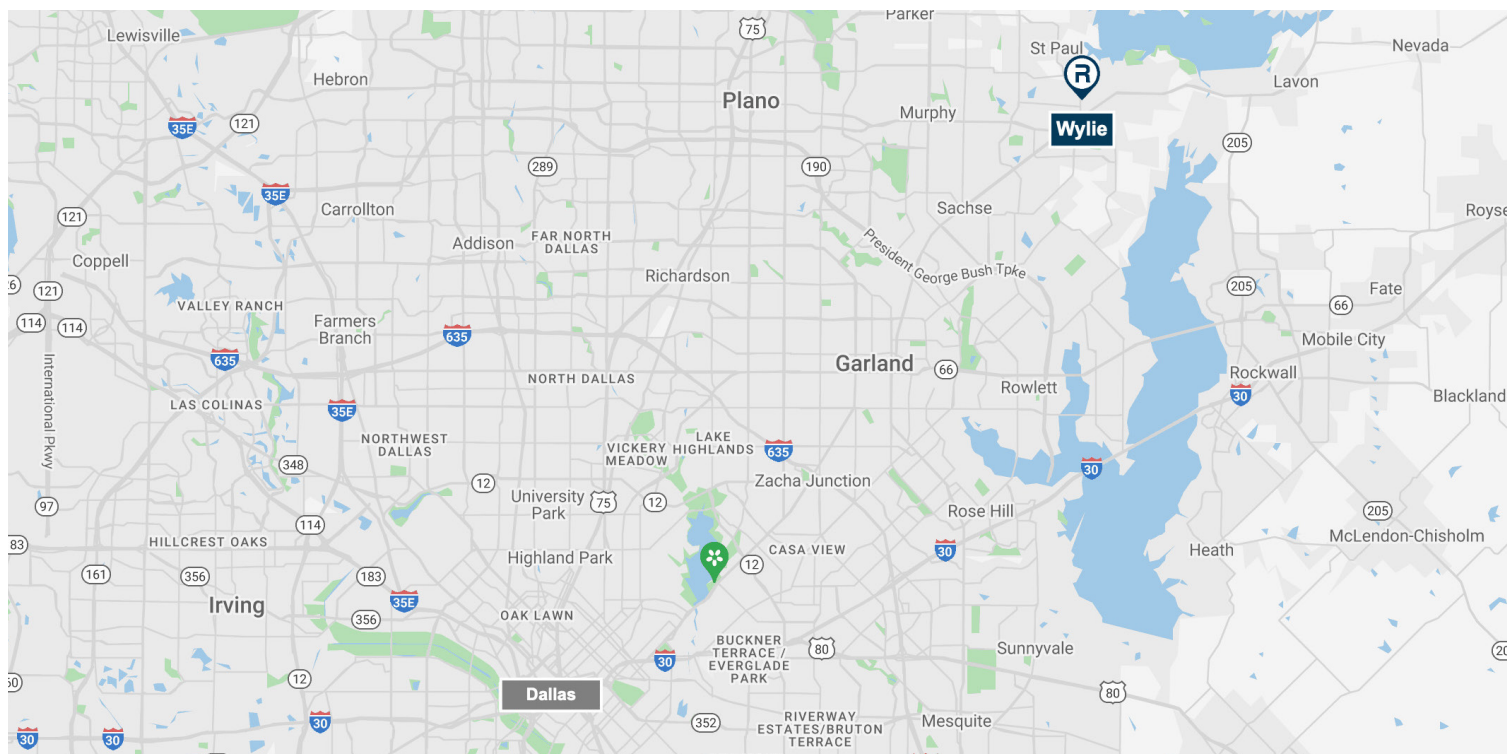 Parker
75
Lewisville
St Paul
Nevada
Hebron
R
Lavon
Plano
Murphy
121
35E
Wylie
205
289
190
35E
121
Carrollton
Sachse
Royse
FAR NORTH
DALLAS
Addison
President George Bush Tpke
Coppell
Richardson
26
121
205
Fate
VALLEY RANCH
66
114
114
Farmers
Branch
635
Mobile City
635
International Pkwy
Garland
66
Rockwall
NORTH DALLAS
Rowlett
30
Blackland
LAS COLINAS
35E
NORTHWEST
DALLAS
LAKE
HIGHLANDS
VICKERY
MEADOW
635
348
30
12
Zacha Junction
University
Park
75
12
97
Rose Hill
205
114
McLendon-Chisholm
183
HILLCREST OAKS
Highland Park
CASA VIEW
30
Heath
12
161
356
183
35E
Irving
OAK LAWN
356
BUCKNER
TERRACE /
EVERGLADE
PARK
80
Sunnyvale
30
12
Dallas
80
352
Mesquite
RIVERWAY
ESTATES/BRUTON
TERRACE
30
30
30